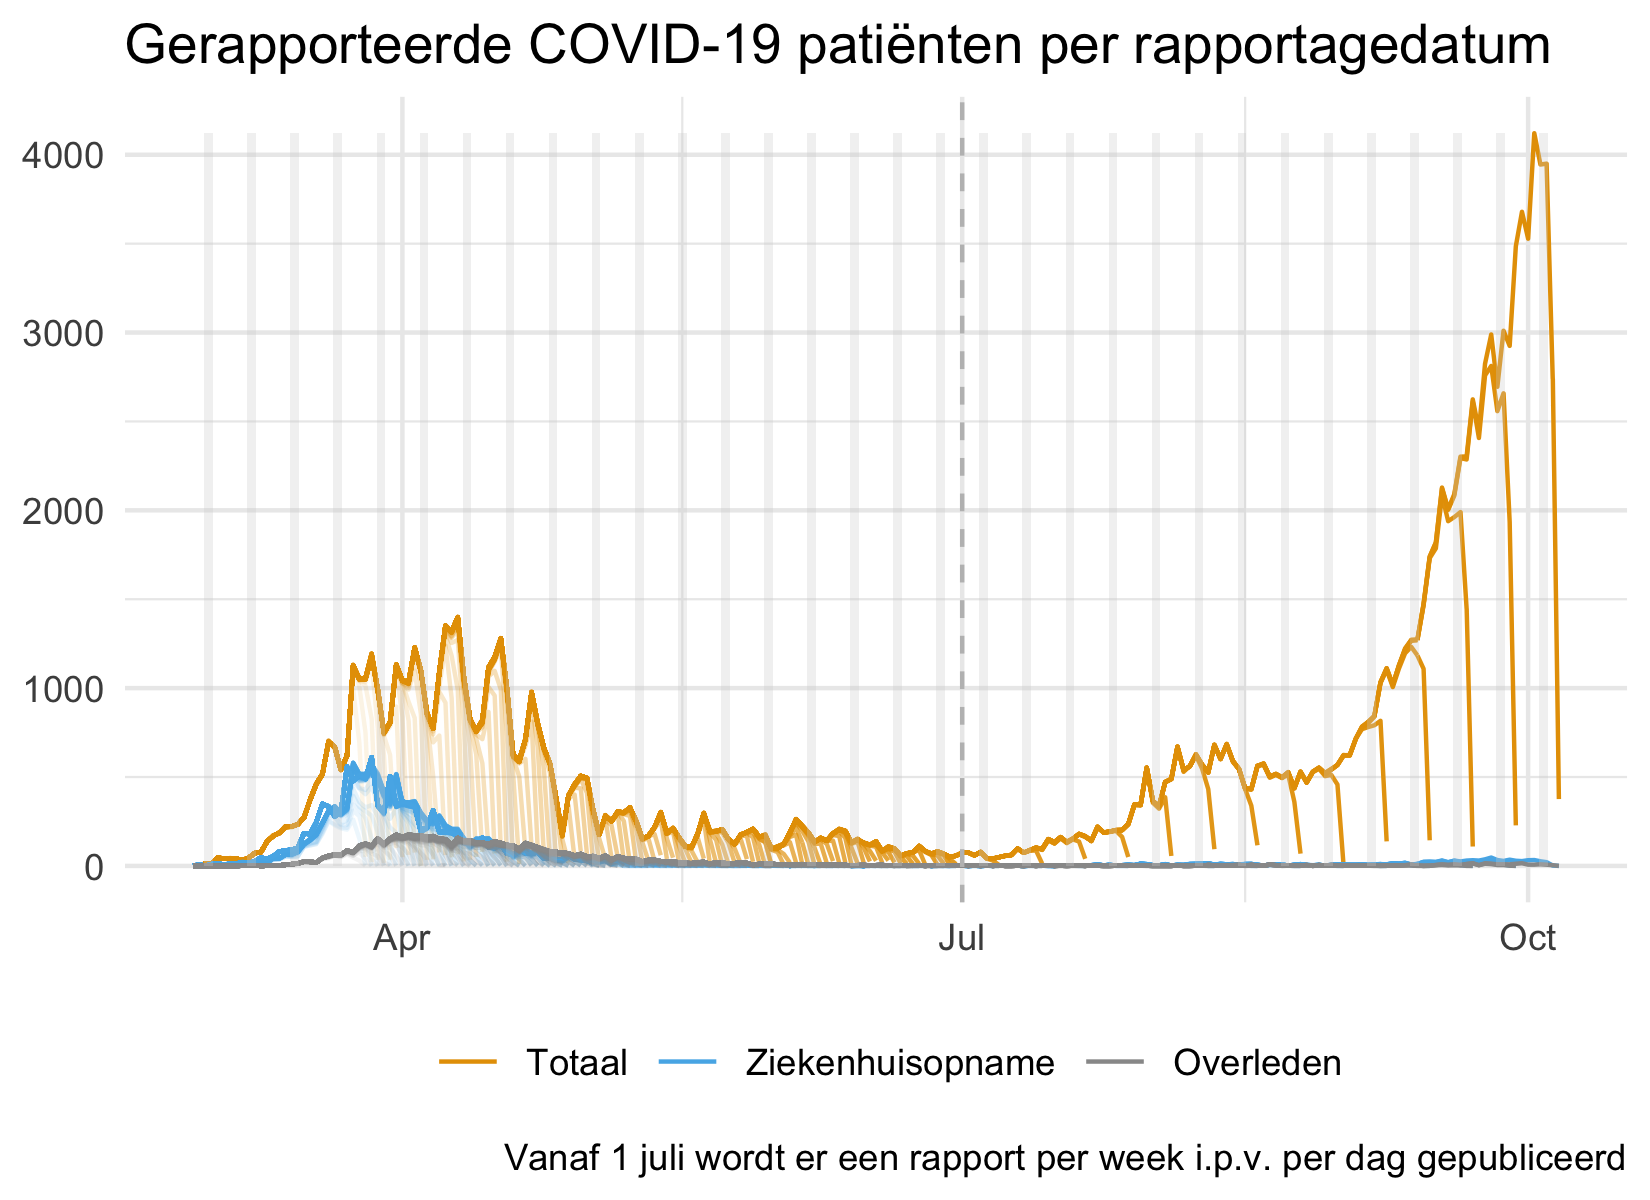 Gerapporteerde COVID-19 patiënten per rapportagedatum
4000
3000
2000
1000
0
Apr Jul Oct
Totaal Ziekenhuisopname Overleden
Vanaf 1 juli wordt er een rapport per week i.p.v. per dag gepubliceerd